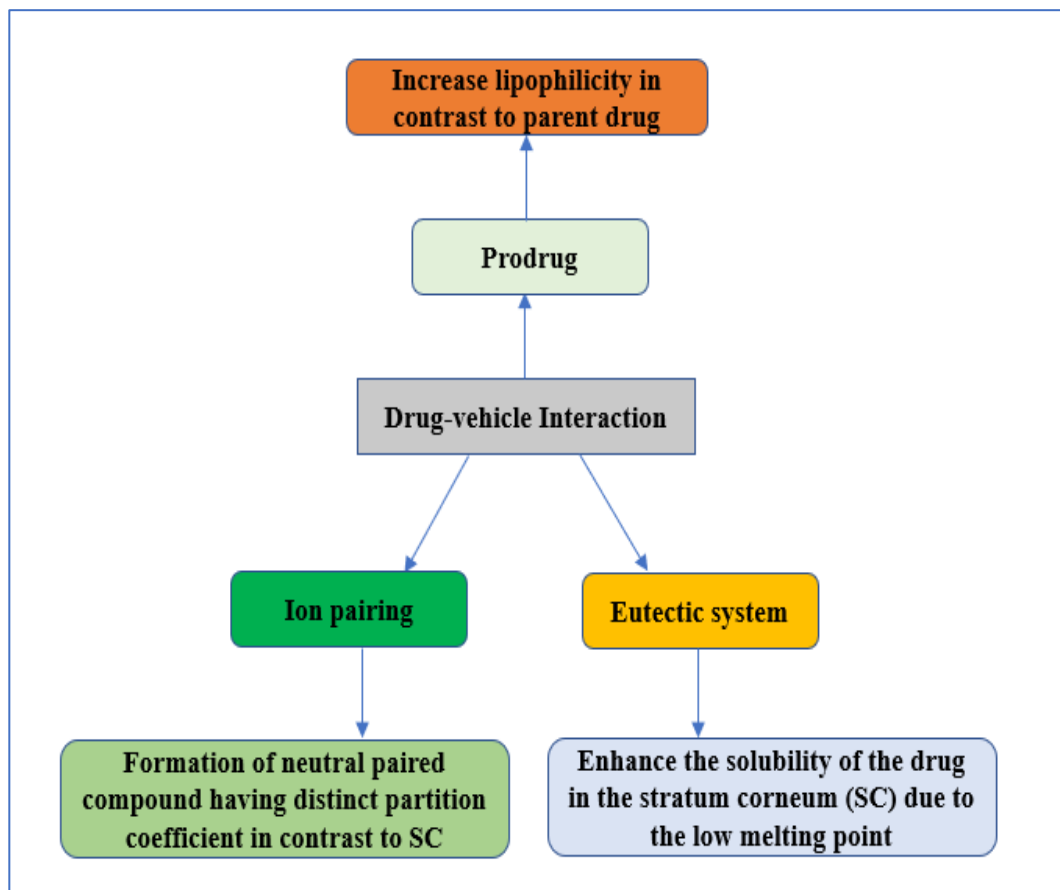 Increase lipophilicity in
contrast to parent drug
Prodrug
Drug-vehicle Interaction
Ion pairing
Eutectic system
Formation of neutral paired
compound having distinct partition
coefficient in contrast to SC
Enhance the solubility of the drug
in the stratum corneum (SC) due to
the low melting point